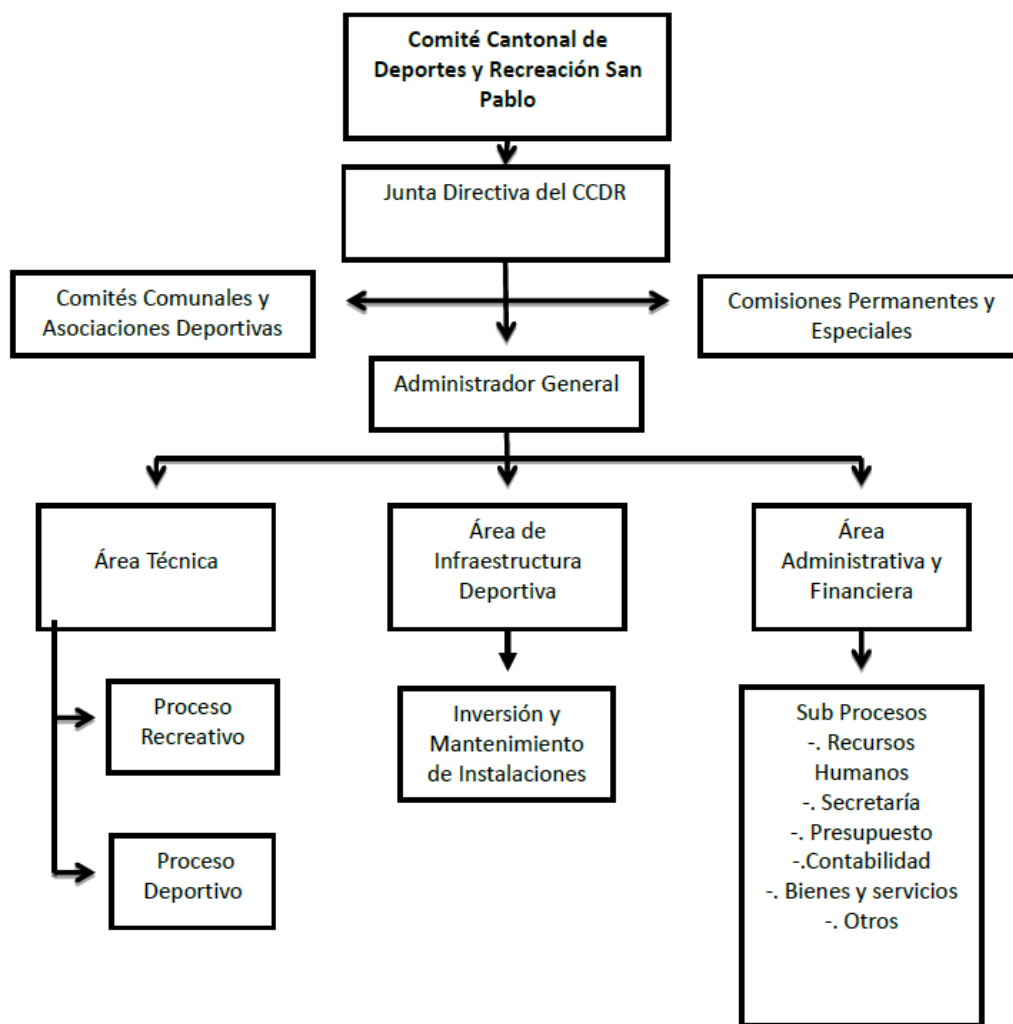 Comité Cantonal de
Deportes y Recreación San
Pablo
Junta Directiva del CCDR
Comités Comunales y
Asociaciones Deportivas
Comisiones Permanentes y
Especiales
Administrador General
Área Técnica
Área de
Infraestructura
Deportiva
Área
Administrativa y
Financiera
Proceso
Recreativo
Proceso
Deportivo
Inversión y
Mantenimiento
de Instalaciones
Sub Procesos
-. Recursos
Humanos
-. Secretaría
-. Presupuesto
-.Contabilidad
-. Bienes y servicios
-. Otros